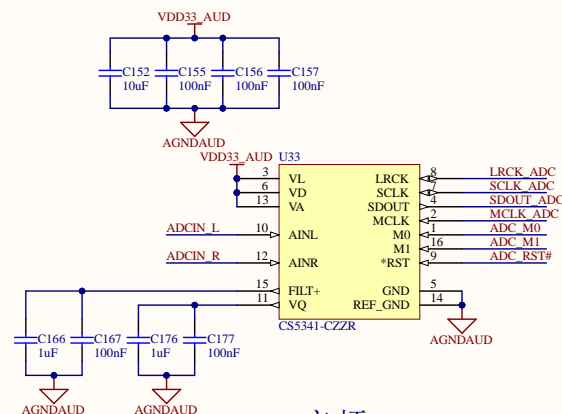 VDD33_AUD
C152
10uF
C155
100nF
C156
100nF
C157
100nF
AGNDAUD
VDD33_AUD
U33
3 VL
6 VD
13 VA
ADCIN_L 10 AINL
ADCIN_R 12 AINR
15 FILT+
11 VQ
LRCK 8 LRCK_ADC
SCLK 7 SCLK_ADC
SDOUT 4 SDOUT_ADC
MCLK 2 MCLK_ADC
M0 1 ADC_M0
M1 16 ADC_M1
*RST 9 ADC_RST#
GND 5
REF_GND 14
CS5341-CZZR
AGNDAUD
C166
1uF
C167
100nF
C176
1uF
C177
100nF
AGNDAUD
AGNDAUD